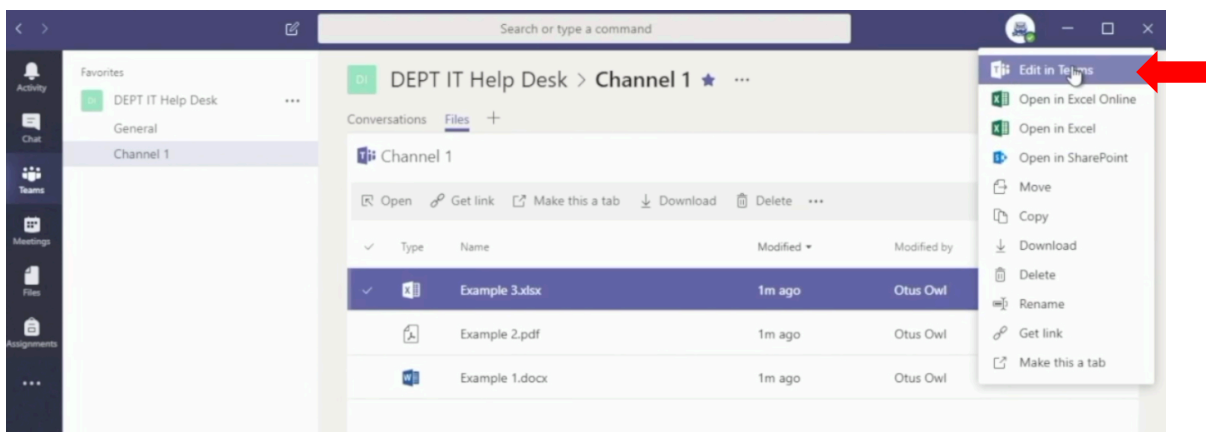 Search or type a command
Activity
Chat
Teams
Meetings
Files
Assignments
Favorites
DI DEPT IT Help Desk
General
Channel 1
DI DEPT IT Help Desk > Channel 1
Conversations Files +
Channel 1
Open Get link Make this a tab Download Delete
Type Name Modified Modified by
Example 3.xlsx 1m ago Otus Owl
Example 2.pdf 1m ago Otus Owl
Example 1.docx 1m ago Otus Owl
Edit in Teams
Open in Excel Online
Open in Excel
Open in SharePoint
Move
Copy
Download
Delete
Rename
Get link
Make this a tab